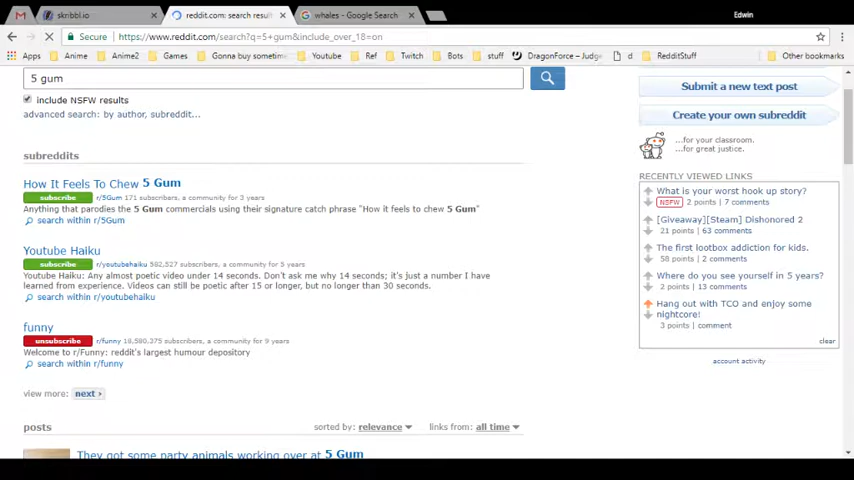 Edwin
skribbl.io
reddit.com: search result
whales - Google Search
Secure
https://www.reddit.com/search?q=5+gum&include_over_18=on
Apps Anime Anime2 Games Gonna buy sometime Youtube Ref Twitch Bots stuff DragonForce – Judge d RedditStuff Other bookmarks
5 gum
include NSFW results
advanced search: by author, subreddit...
subreddits
How It Feels To Chew 5 Gum
subscribe r/5Gum 171 subscribers, a community for 3 years
Anything that parodies the 5 Gum commercials using their signature catch phrase "How it feels to chew 5 Gum"
search within r/5Gum
Youtube Haiku
subscribe r/youtubehaiku 582,527 subscribers, a community for 5 years
Youtube Haiku: Any almost poetic video under 14 seconds. Don't ask me why 14 seconds; it's just a number I have
learned from experience. Videos can still be poetic after 15 or longer, but no longer than 30 seconds.
search within r/youtubehaiku
funny
unsubscribe r/funny 18,580,375 subscribers, a community for 9 years
Welcome to r/Funny: reddit's largest humour depository
search within r/funny
view more: next ›
posts sorted by: relevance links from: all time
They got some party animals working over at 5 Gum
Submit a new text post
Create your own subreddit
...for your classroom.
...for great justice.
RECENTLY VIEWED LINKS
What is your worst hook up story?
NSFW 2 points | 7 comments
[Giveaway][Steam] Dishonored 2
21 points | 63 comments
The first lootbox addiction for kids.
58 points | 2 comments
Where do you see yourself in 5 years?
2 points | 13 comments
Hang out with TCO and enjoy some
nightcore!
3 points | comment
clear
account activity